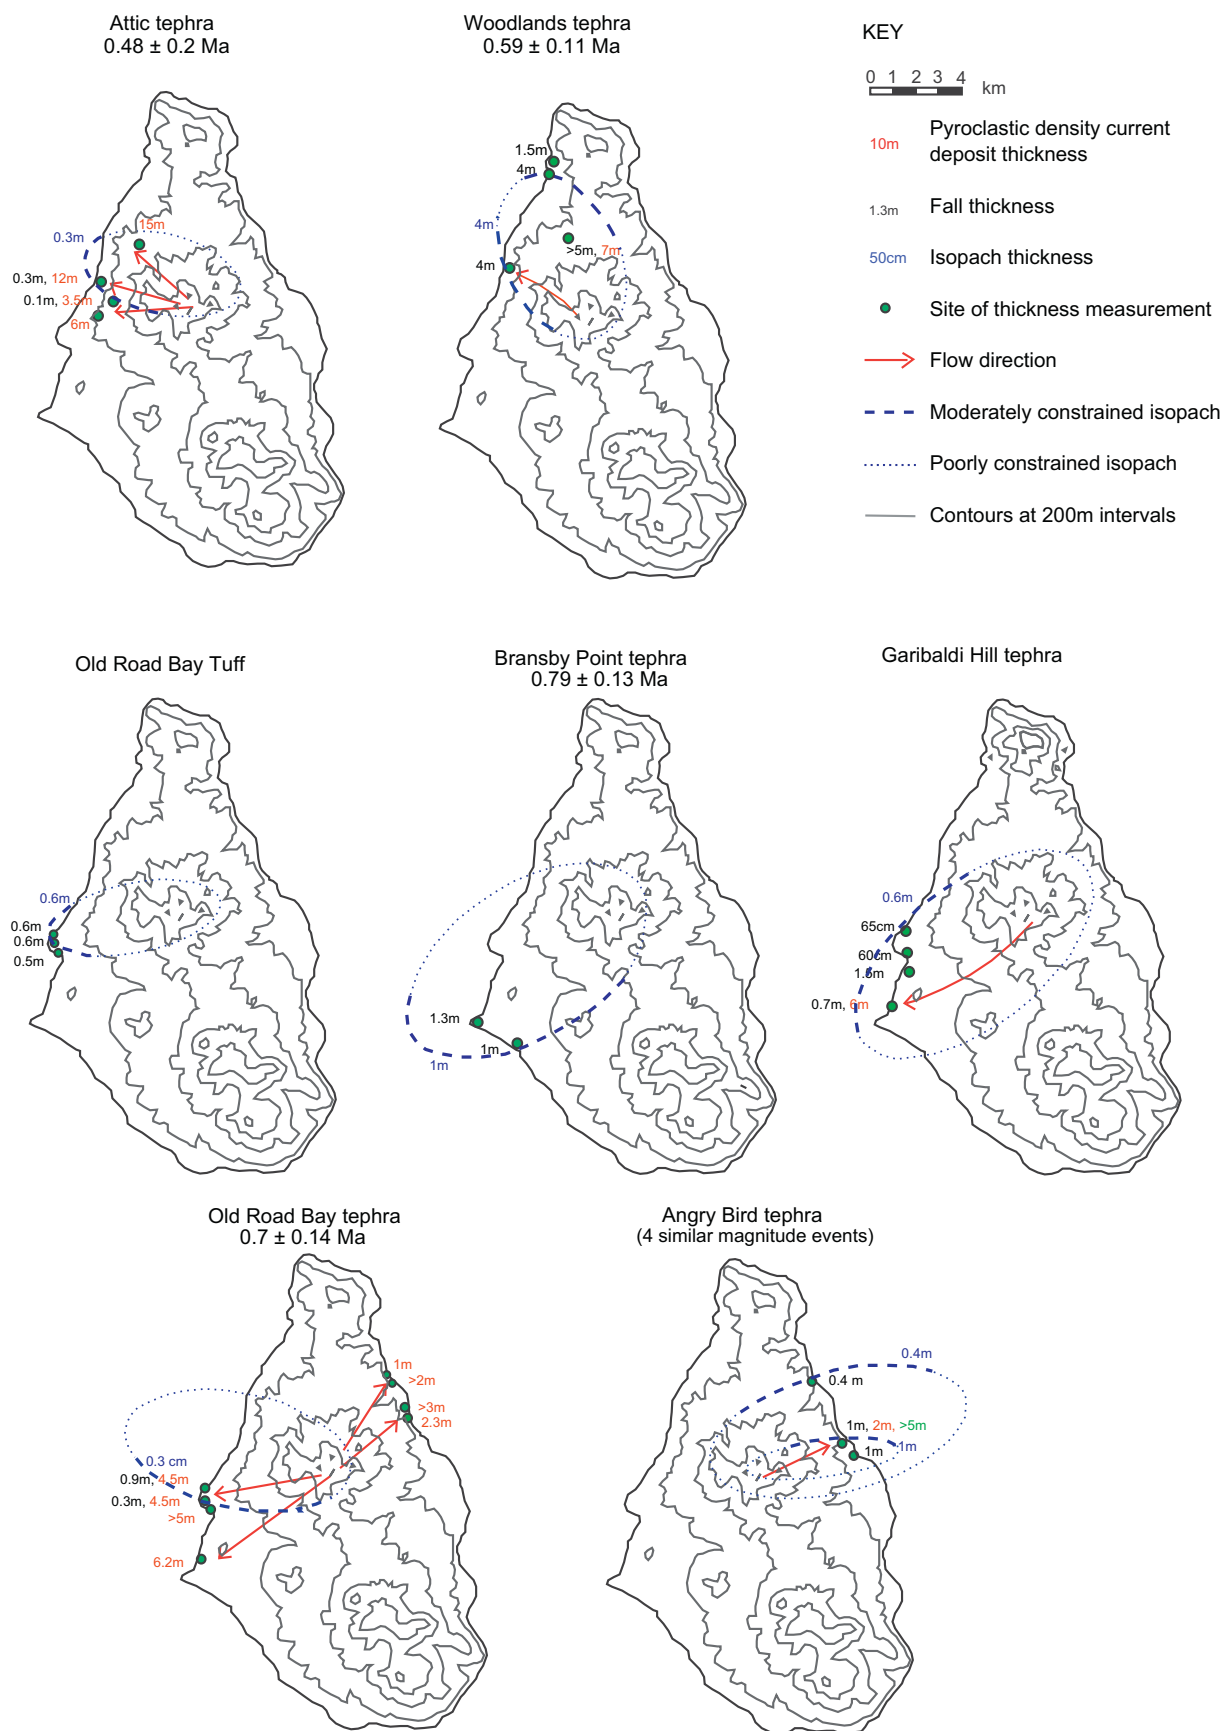 Attic tephra
0.48 ± 0.2 Ma
15m
0.3m
0.3m, 12m
0.1m, 3.5m
6m
Woodlands tephra
0.59 ± 0.11 Ma
1.5m
4m
4m
>5m, 7m
4m
KEY
0 1 2 3 4
km
10m
Pyroclastic density current
deposit thickness
1.3m
Fall thickness
50cm
Isopach thickness
Site of thickness measurement
Flow direction
Moderately constrained isopach
Poorly constrained isopach
Contours at 200m intervals
Old Road Bay Tuff
0.6m
0.6m
0.6m
0.5m
Bransby Point tephra
0.79 ± 0.13 Ma
1.3m
1m
1m
Garibaldi Hill tephra
0.6m
65cm
60cm
1.6m
0.7m, 6m
Old Road Bay tephra
0.7 ± 0.14 Ma
1m
>2m
>3m
2.3m
0.3 cm
0.9m, 4.5m
0.3m, 4.5m
>5m
6.2m
Angry Bird tephra
(4 similar magnitude events)
0.4m
0.4 m
1m, 2m, >5m
1m
1m